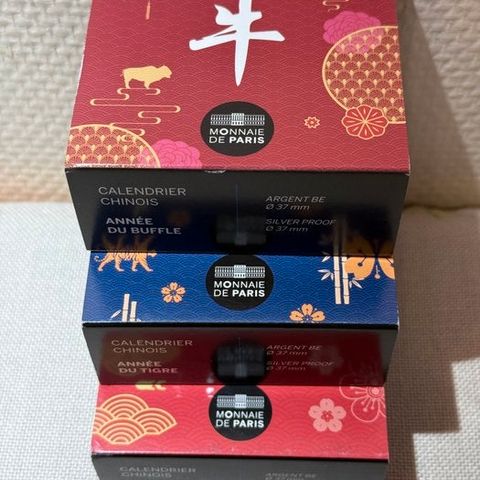 牛
MONNAIE
DE PARIS
CALENDRIER
CHINOIS
ANNÉE
DU BUFFLE
ARGENT BE
Ø 37 mm
SILVER PROOF
Ø 37 mm
MONNAIE
DE PARIS
CALENDRIER
CHINOIS
ANNÉE
DU TIGRE
ARGENT BE
Ø 37 mm
SILVER PROOF
Ø 37 mm
MONNAIE
DE PARIS
CALENDRIER
CHINOIS
ARGENT BE